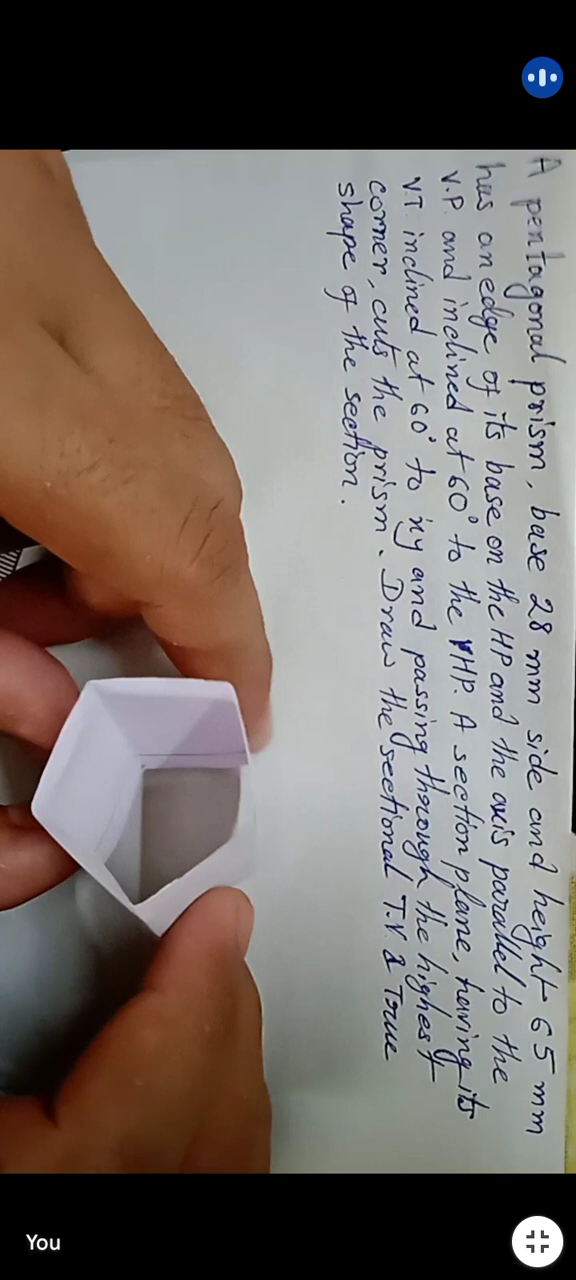 A pentagonal prism, base 28 mm side and height 65 mm
has an edge of its base on the HP and the axis parallel to the
V.P. and inclined at 60° to the HP. A section plane, having its
V.T. inclined at 60° to xy and passing through the highest
corner, cuts the prism. Draw the sectional T.V. & True
shape of the section.
You